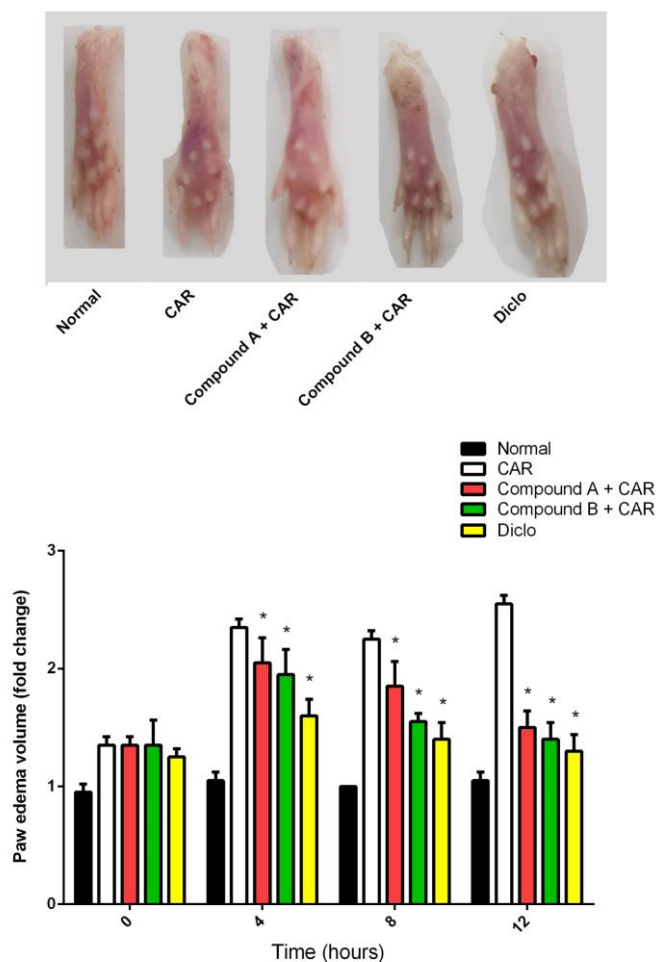 Normal
CAR
Compound A + CAR
Compound B + CAR
Diclo
Normal
CAR
Compound A + CAR
Compound B + CAR
Diclo
Paw edema volume (fold change)
3
2
1
0
* * *
* * *
* * *
0 4 8 12
Time (hours)